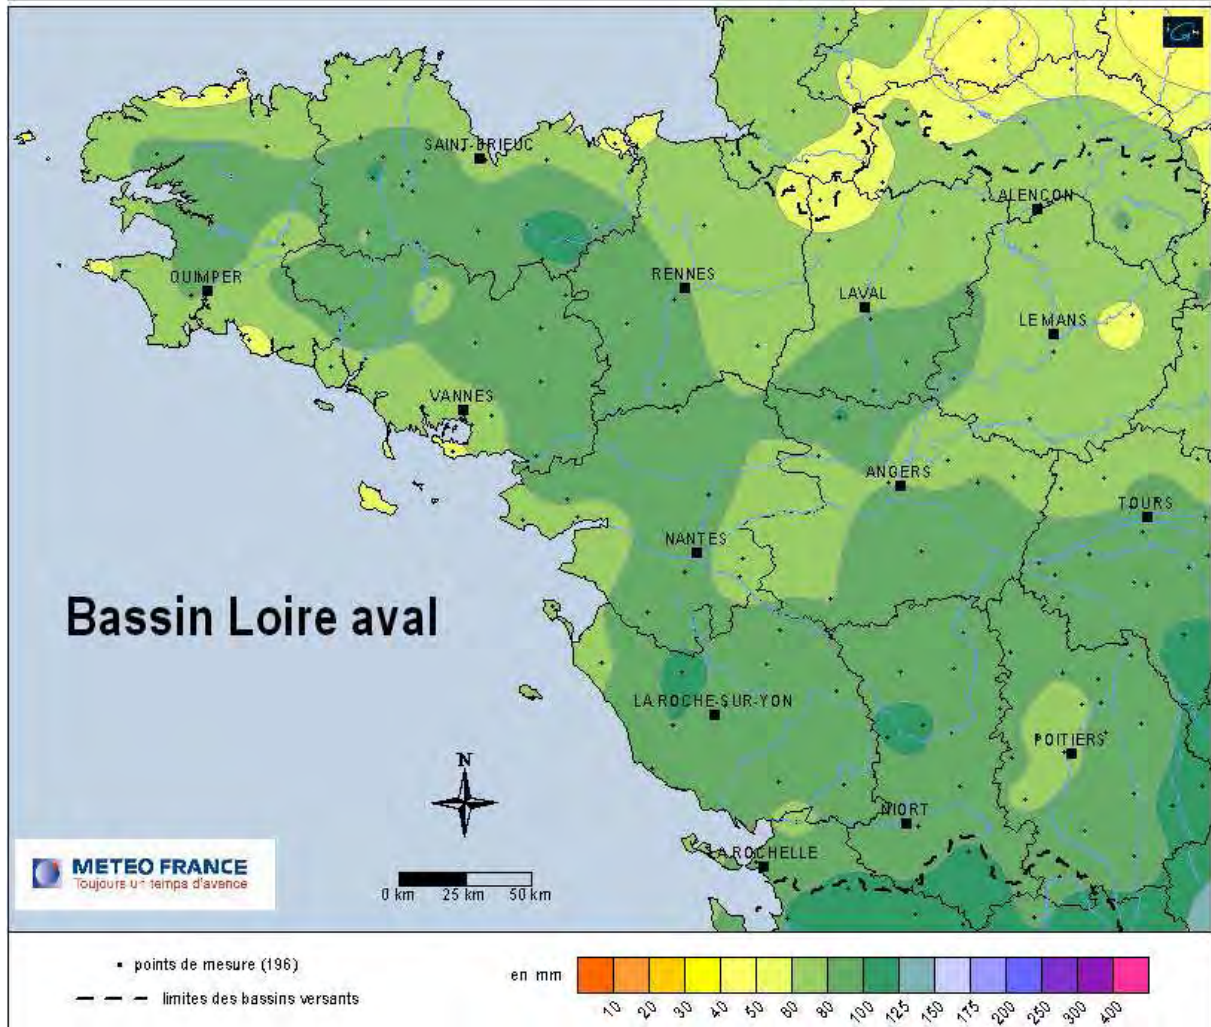 SAINT-BRIEUC
ALENCON
QUIMPER
RENNES
LAVAL
LE MANS
VANNES
ANGERS
TOURS
NANTES
Bassin Loire aval
LA ROCHE-SUR-YON
POITIERS
N
NIORT
LA ROCHELLE
METEO FRANCE
Toujours un temps d'avance
0 km 25 km 50 km
points de mesure (196)
limites des bassins versants
en mm
10 20 30 40 50 60 80 100 125 150 175 200 250 300 400